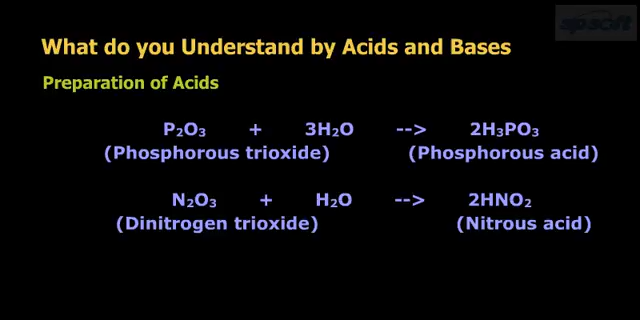 spsoft
What do you Understand by Acids and Bases
Preparation of Acids
P₂O₃ + 3H₂O --> 2H₃PO₃
(Phosphorous trioxide) (Phosphorous acid)
N₂O₃ + H₂O --> 2HNO₂
(Dinitrogen trioxide) (Nitrous acid)